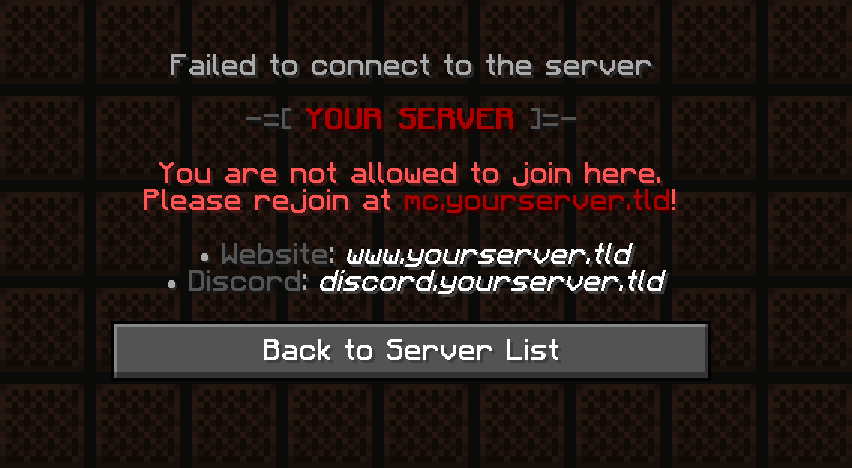 Failed to connect to the server
-=[ YOUR SERVER ]=-
You are not allowed to join here.
Please rejoin at mc.yourserver.tld!
• Website: www.yourserver.tld
• Discord: discord.yourserver.tld
Back to Server List